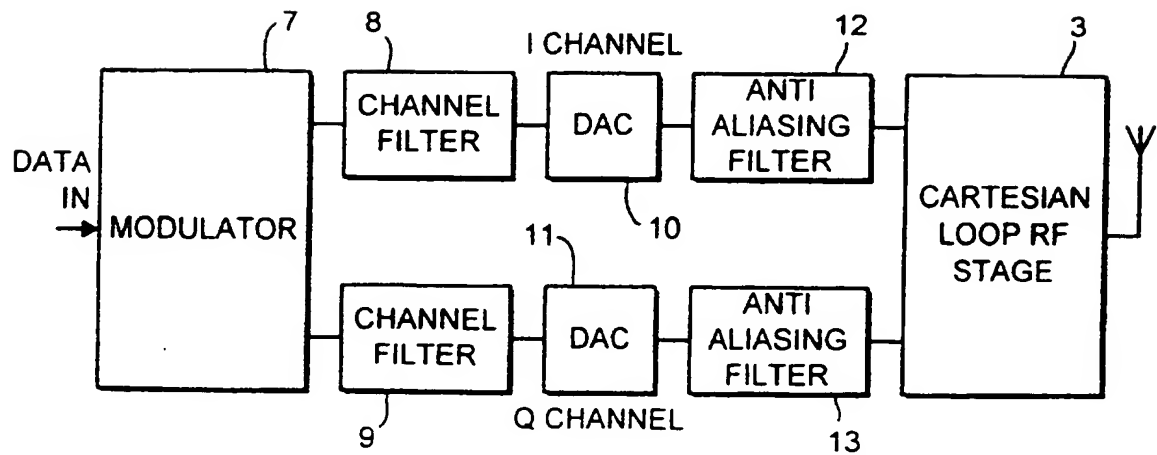 7
8
I CHANNEL
12
3
CHANNEL
FILTER
DAC
ANTI
ALIASING
FILTER
DATA
IN
MODULATOR
10
CARTESIAN
LOOP RF
STAGE
11
CHANNEL
FILTER
DAC
ANTI
ALIASING
FILTER
9
Q CHANNEL
13